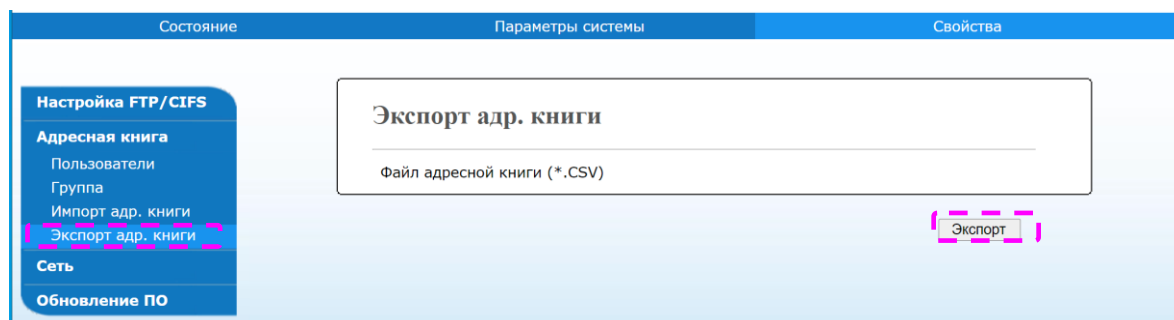 Состояние
Параметры системы
Свойства
Настройка FTP/CIFS
Адресная книга
Пользователи
Группа
Импорт адр. книги
Экспорт адр. книги
Сеть
Обновление ПО
Экспорт адр. книги
Файл адресной книги (*.CSV)
Экспорт